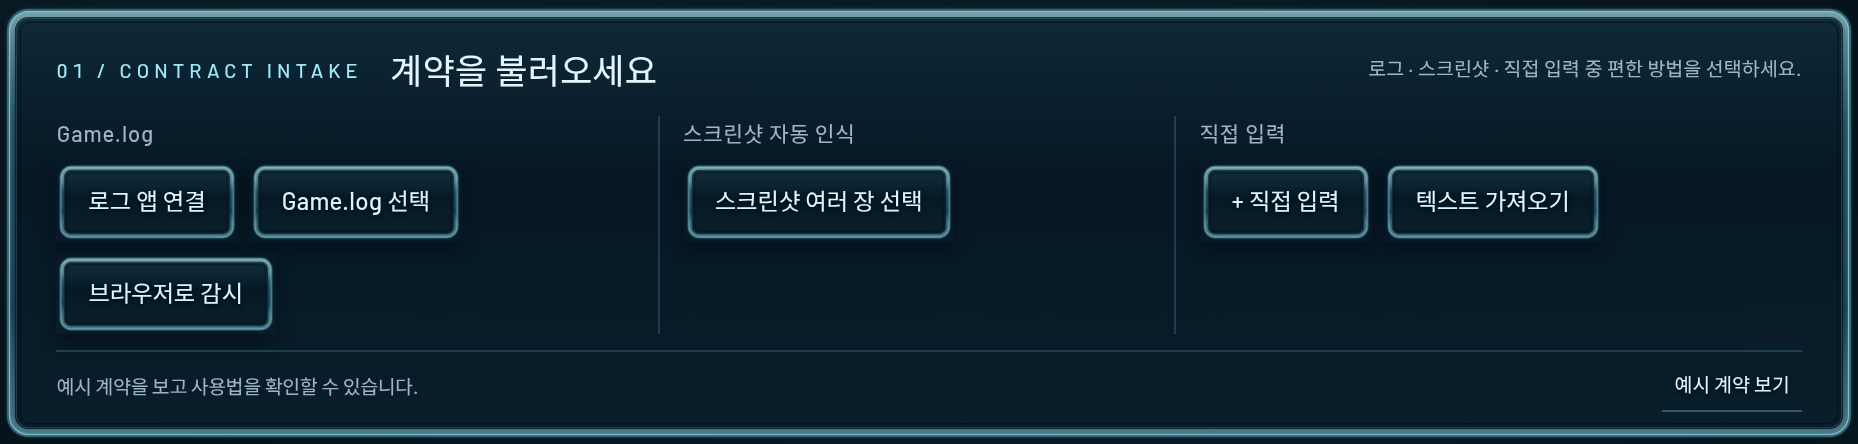 01 / CONTRACT INTAKE 계약을 불러오세요
로그 · 스크린샷 · 직접 입력 중 편한 방법을 선택하세요.
Game.log
로그 앱 연결
Game.log 선택
브라우저로 감시
스크린샷 자동 인식
스크린샷 여러 장 선택
직접 입력
+ 직접 입력
텍스트 가져오기
예시 계약을 보고 사용법을 확인할 수 있습니다.
예시 계약 보기